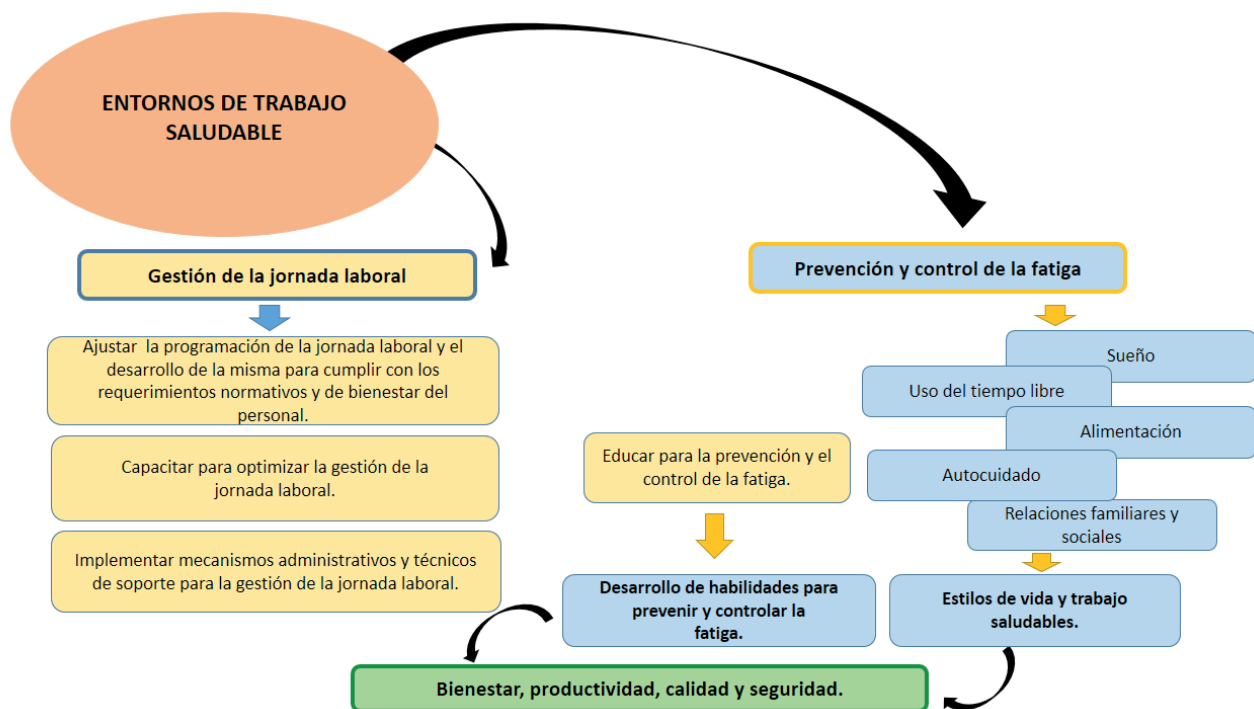 ENTORNOS DE TRABAJO
SALUDABLE
Gestión de la jornada laboral
Ajustar la programación de la jornada laboral y el
desarrollo de la misma para cumplir con los
requerimientos normativos y de bienestar del
personal.
Capacitar para optimizar la gestión de la
jornada laboral.
Implementar mecanismos administrativos y técnicos
de soporte para la gestión de la jornada laboral.
Prevención y control de la fatiga
Sueño
Uso del tiempo libre
Alimentación
Autocuidado
Relaciones familiares y
sociales
Educar para la prevención y el
control de la fatiga.
Desarrollo de habilidades para
prevenir y controlar la
fatiga.
Estilos de vida y trabajo
saludables.
Bienestar, productividad, calidad y seguridad.